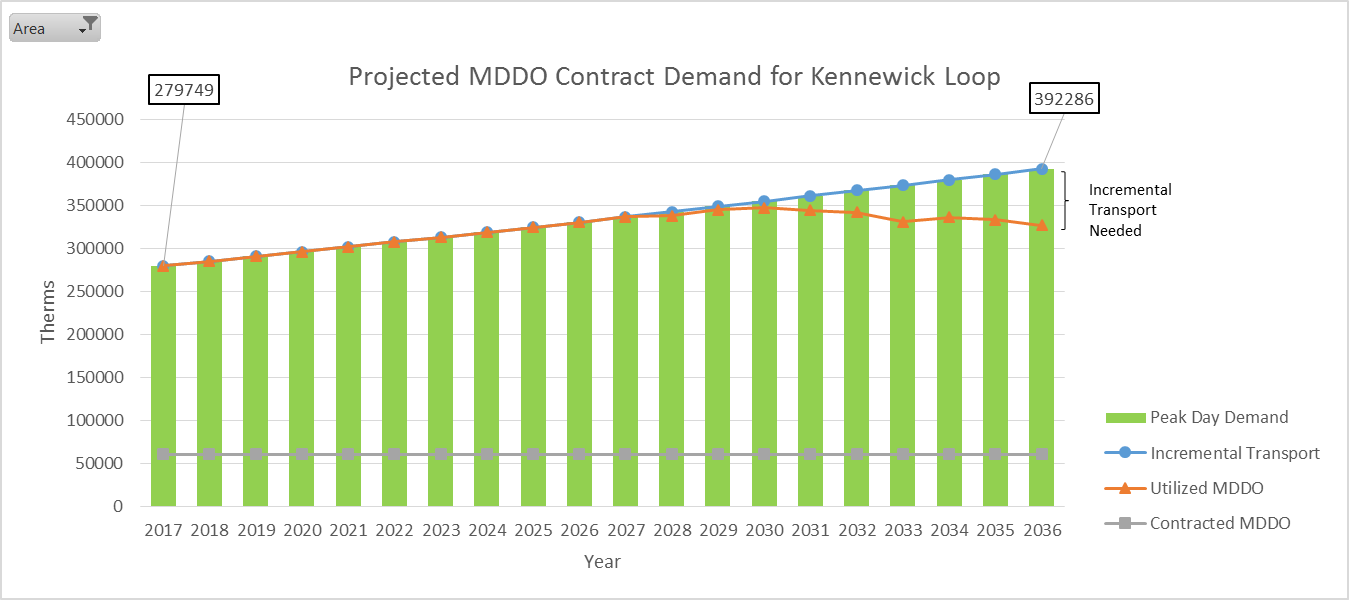 Area
Projected MDDO Contract Demand for Kennewick Loop
279749
392286
450000
400000
350000
300000
250000
200000
150000
100000
50000
0
Therms
2017 2018 2019 2020 2021 2022 2023 2024 2025 2026 2027 2028 2029 2030 2031 2032 2033 2034 2035 2036
Year
Incremental
Transport
Needed
Peak Day Demand
Incremental Transport
Utilized MDDO
Contracted MDDO